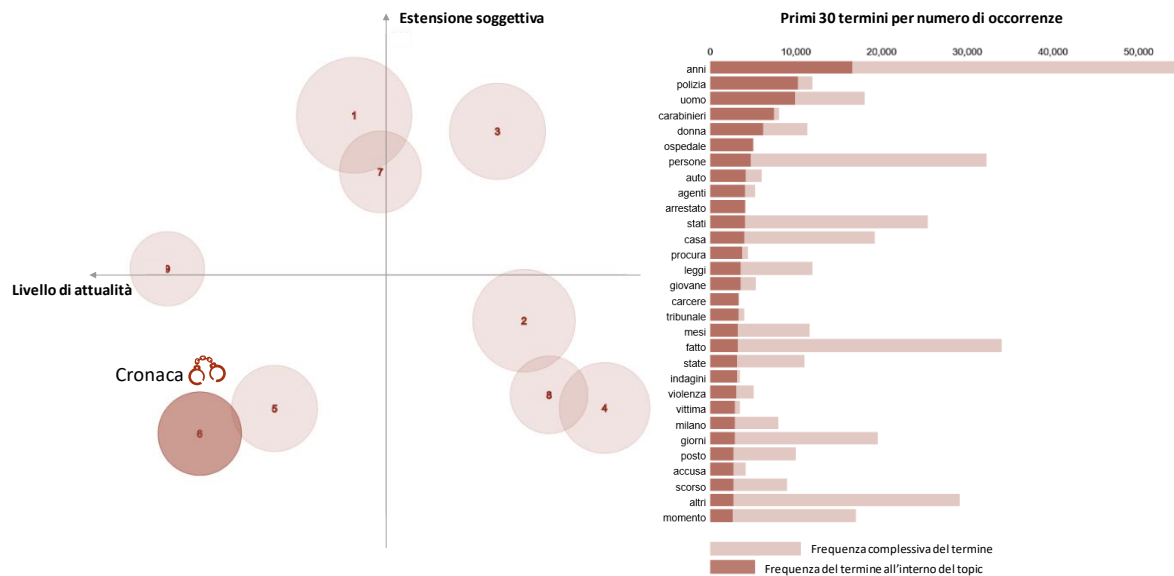 Estensione soggettiva
Livello di attualità
1
3
7
9
2
8
4
5
6
Cronaca
Primi 30 termini per numero di occorrenze
0 10,000 20,000 30,000 40,000 50,000
anni
polizia
uomo
carabinieri
donna
ospedale
persone
auto
agenti
arrestato
stati
casa
procura
leggi
giovane
carcere
tribunale
mesi
fatto
state
indagini
violenza
vittima
milano
giorni
posto
accusa
scorso
altri
momento
Frequenza complessiva del termine
Frequenza del termine all'interno del topic